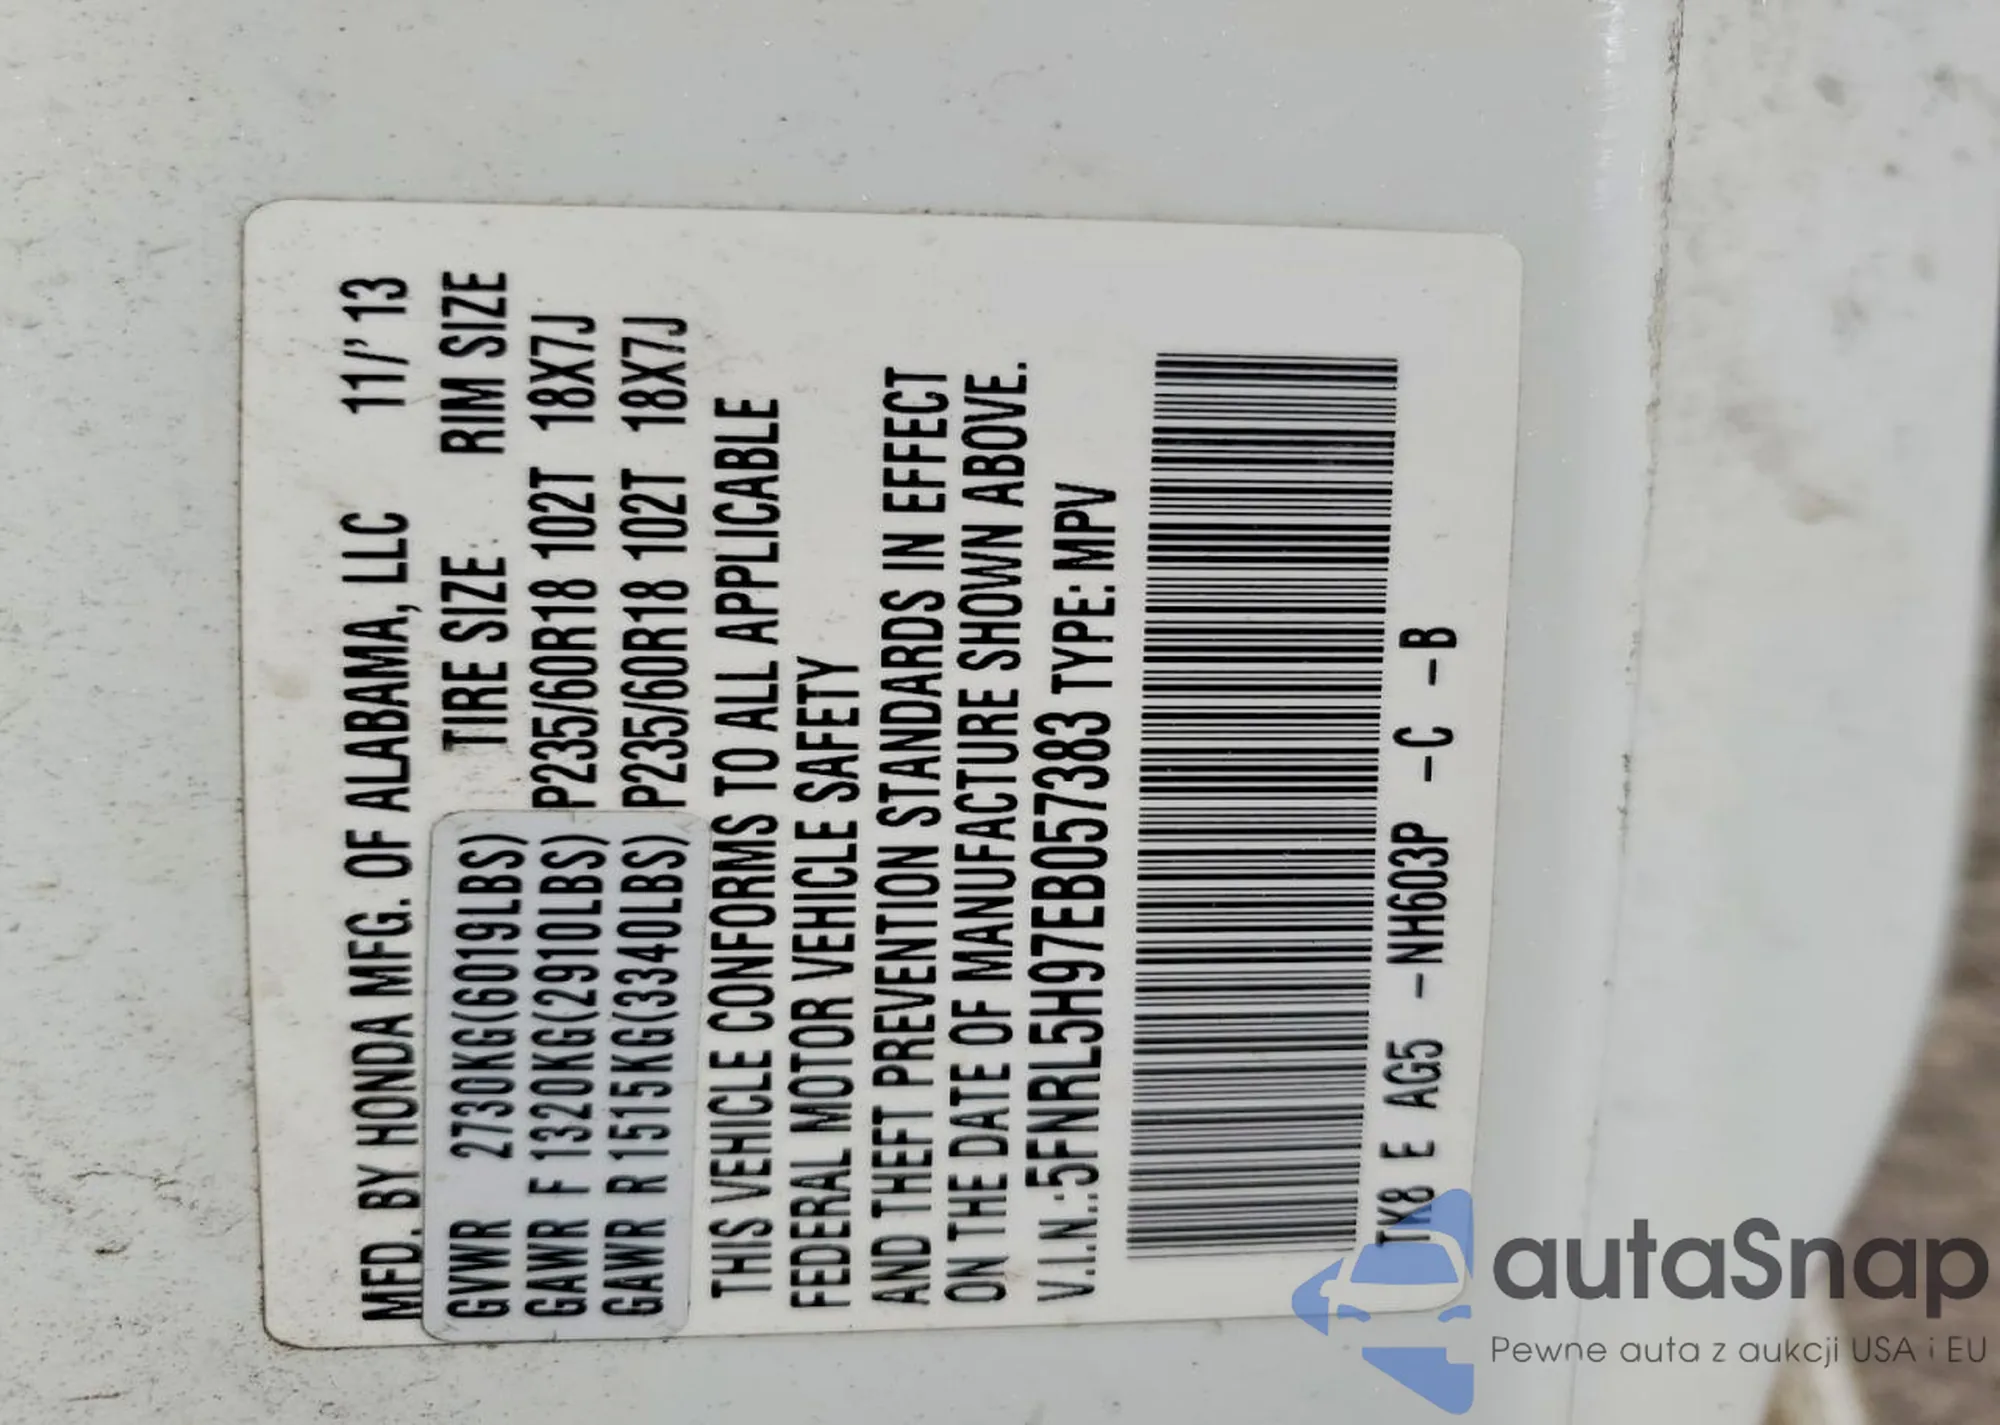 MFD. BY HONDA MFG. OF ALABAMA, LLC 11/'13
TIRE SIZE RIM SIZE
GVWR 2730KG(6019LBS)
GAWR F 1320KG(2910LBS) P235/60R18 102T 18X7J
GAWR R 1515KG(3340LBS) P235/60R18 102T 18X7J
THIS VEHICLE CONFORMS TO ALL APPLICABLE
FEDERAL MOTOR VEHICLE SAFETY
AND THEFT PREVENTION STANDARDS IN EFFECT
ON THE DATE OF MANUFACTURE SHOWN ABOVE.
V.I.N.:5FNRL5H97EB057383 TYPE: MPV
TK8 E AG5 -NH603P -C -B
autaSnap
Pewne auta z aukcji USA i EU